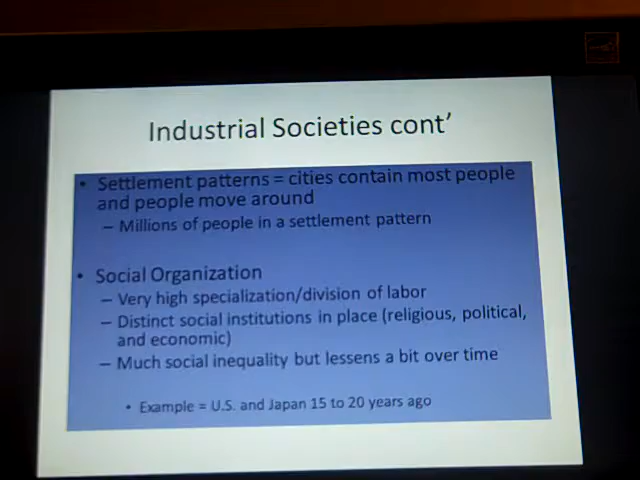 Industrial Societies cont'
• Settlement patterns = cities contain most people
and people move around
– Millions of people in a settlement pattern
• Social Organization
– Very high specialization/division of labor
– Distinct social institutions in place (religious, political,
and economic)
– Much social inequality but lessens a bit over time
• Example = U.S. and Japan 15 to 20 years ago